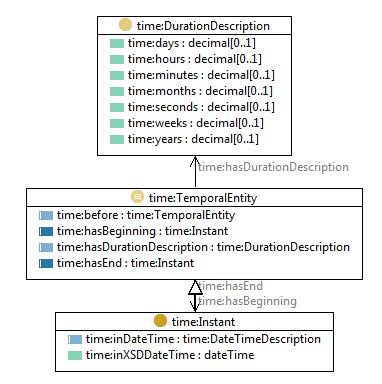 time:DurationDescription
time:days : decimal[0..1]
time:hours : decimal[0..1]
time:minutes : decimal[0..1]
time:months : decimal[0..1]
time:seconds : decimal[0..1]
time:weeks : decimal[0..1]
time:years : decimal[0..1]
time:hasDurationDescription
time:TemporalEntity
time:before : time:TemporalEntity
time:hasBeginning : time:Instant
time:hasDurationDescription : time:DurationDescription
time:hasEnd : time:Instant
time:hasEnd
time:hasBeginning
time:Instant
time:inDateTime : time:DateTimeDescription
time:inXSDDateTime : dateTime